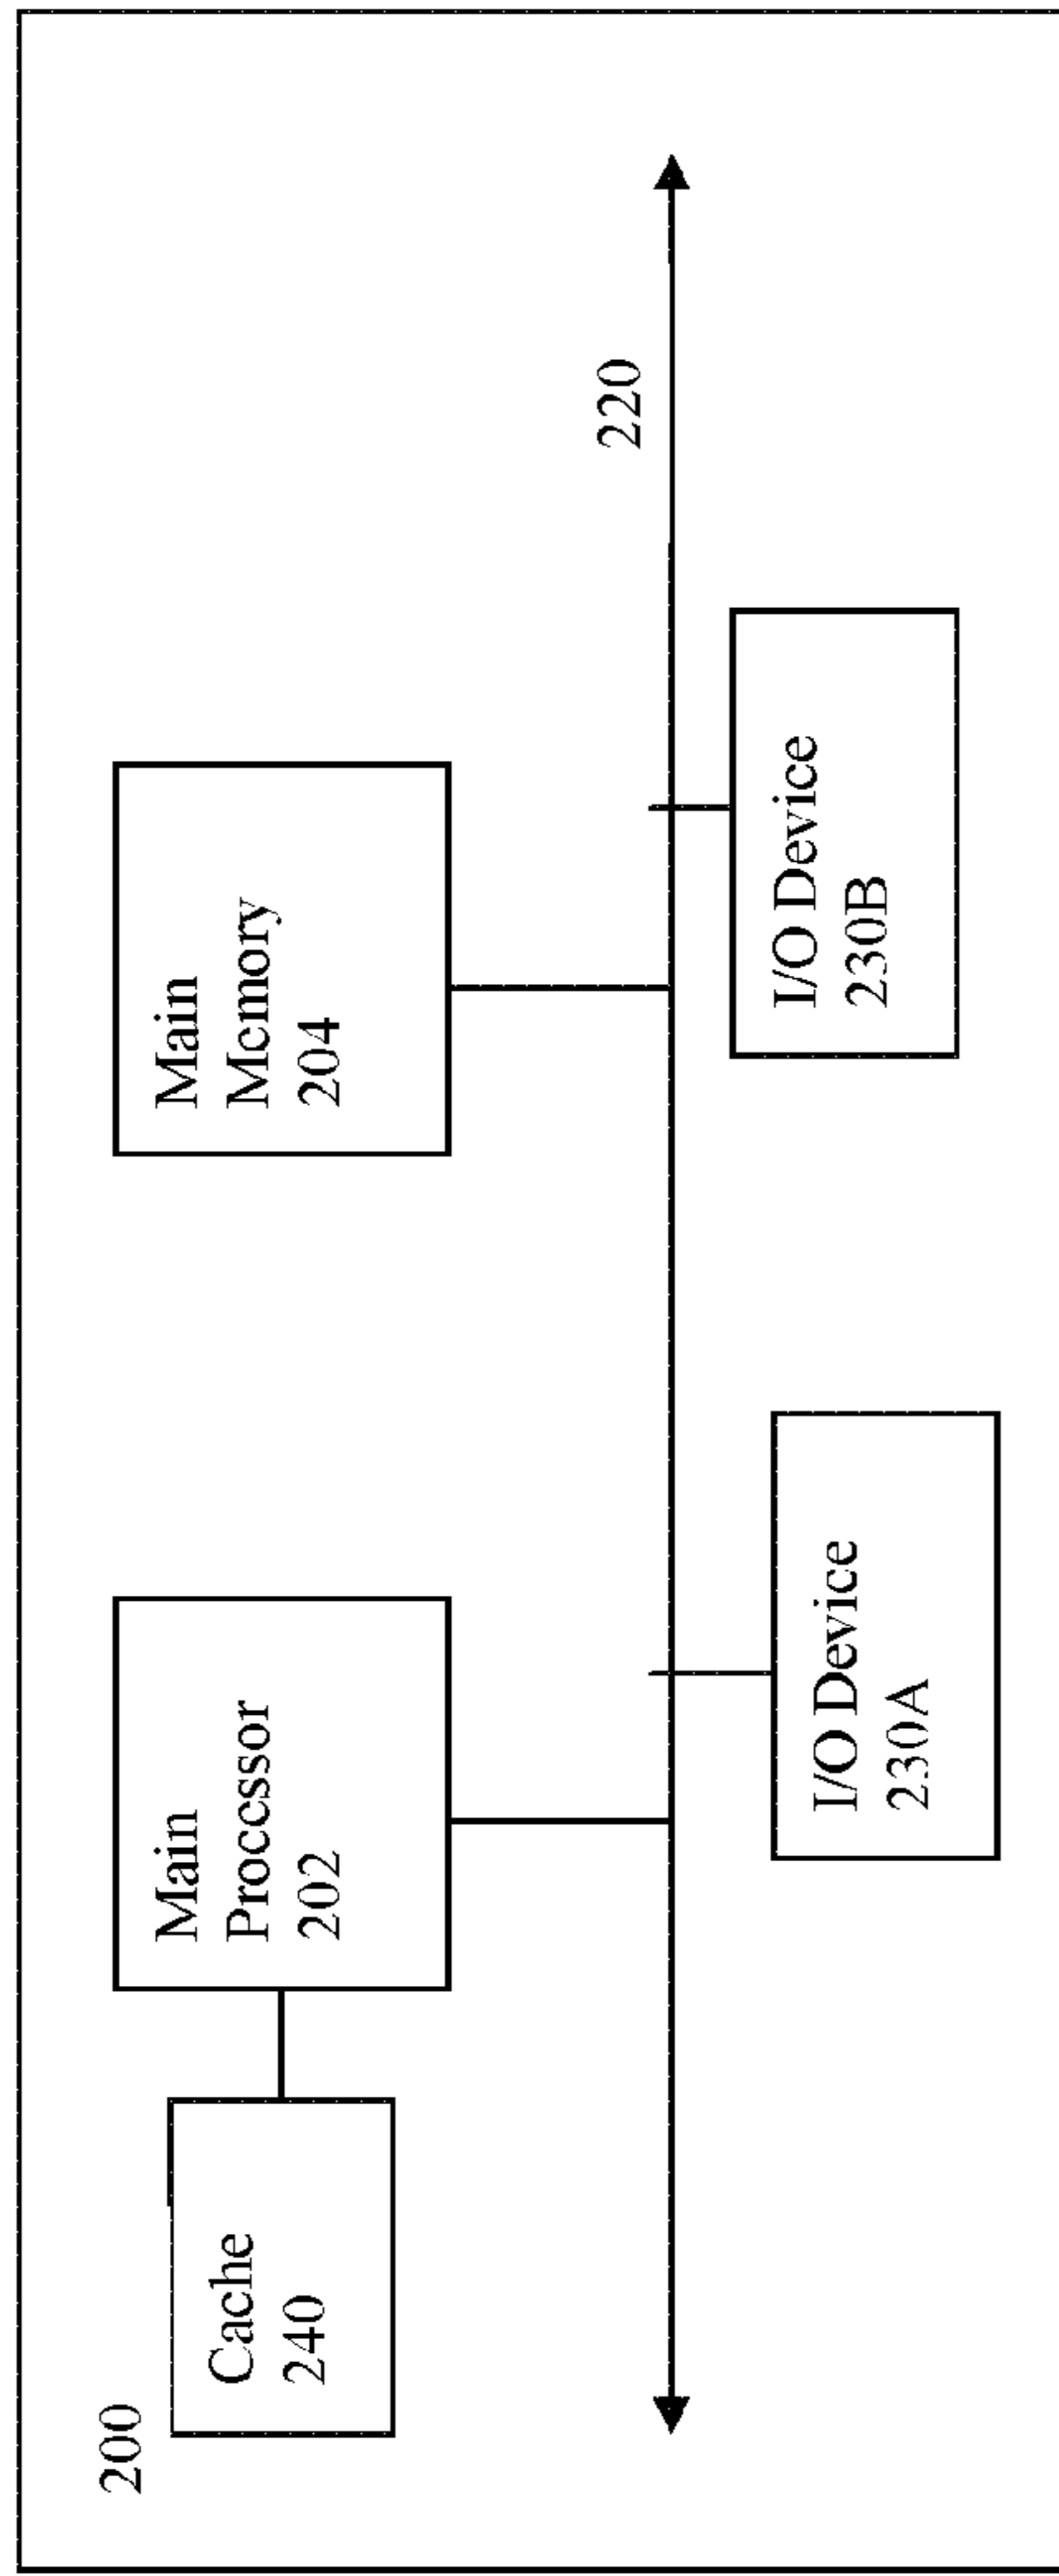 200
Cache
240
Main
Processor
202
Main
Memory
204
220
I/O Device
230A
I/O Device
230B